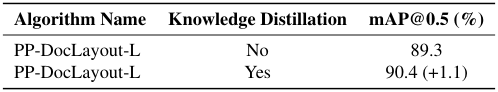 Algorithm Name Knowledge Distillation mAP@0.5 (%)
PP-DocLayout-L No 89.3
PP-DocLayout-L Yes 90.4 (+1.1)